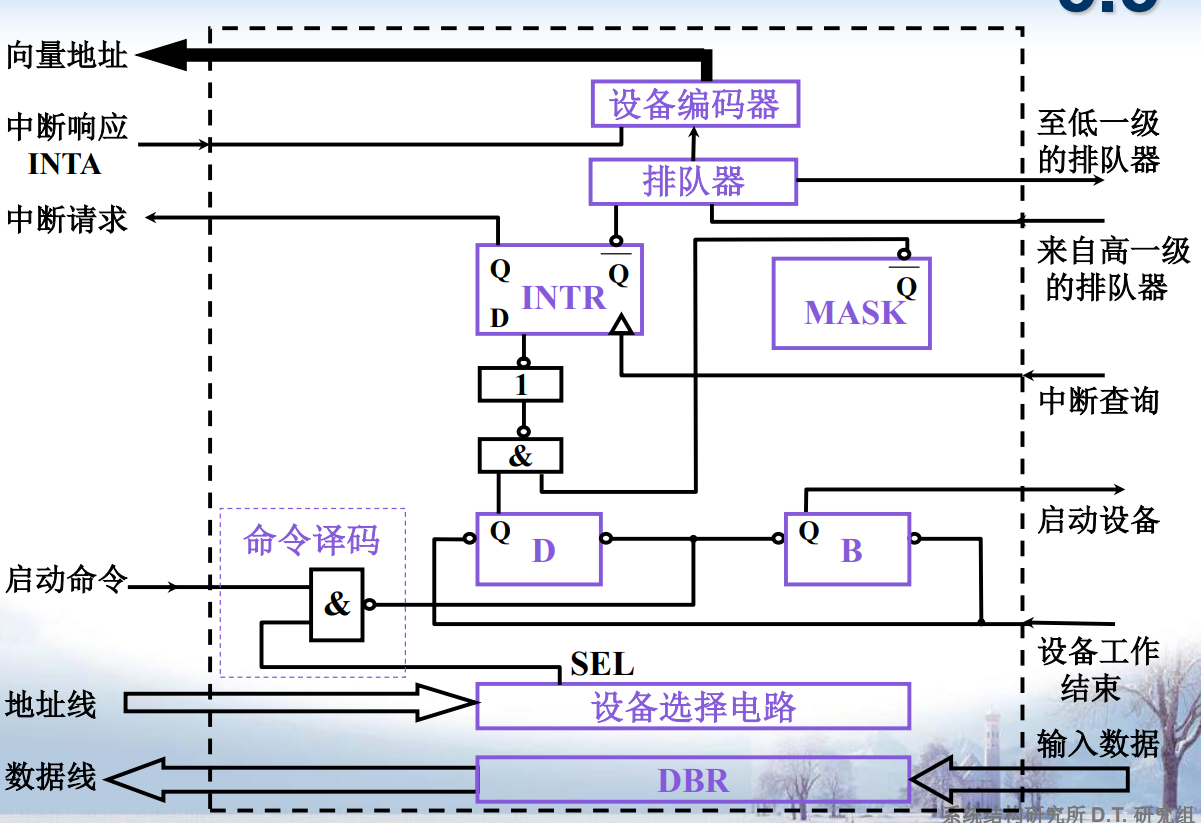 向量地址
设备编码器
中断响应
INTA
至低一级
的排队器
排队器
中断请求
来自高一级
的排队器
Q
Q
INTR
D
Q
MASK
1
中断查询
&
启动设备
命令译码
Q
D
Q
B
启动命令
&
设备工作
结束
SEL
地址线
设备选择电路
输入数据
数据线
DBR
系统结构研究所 D.T. 研究组